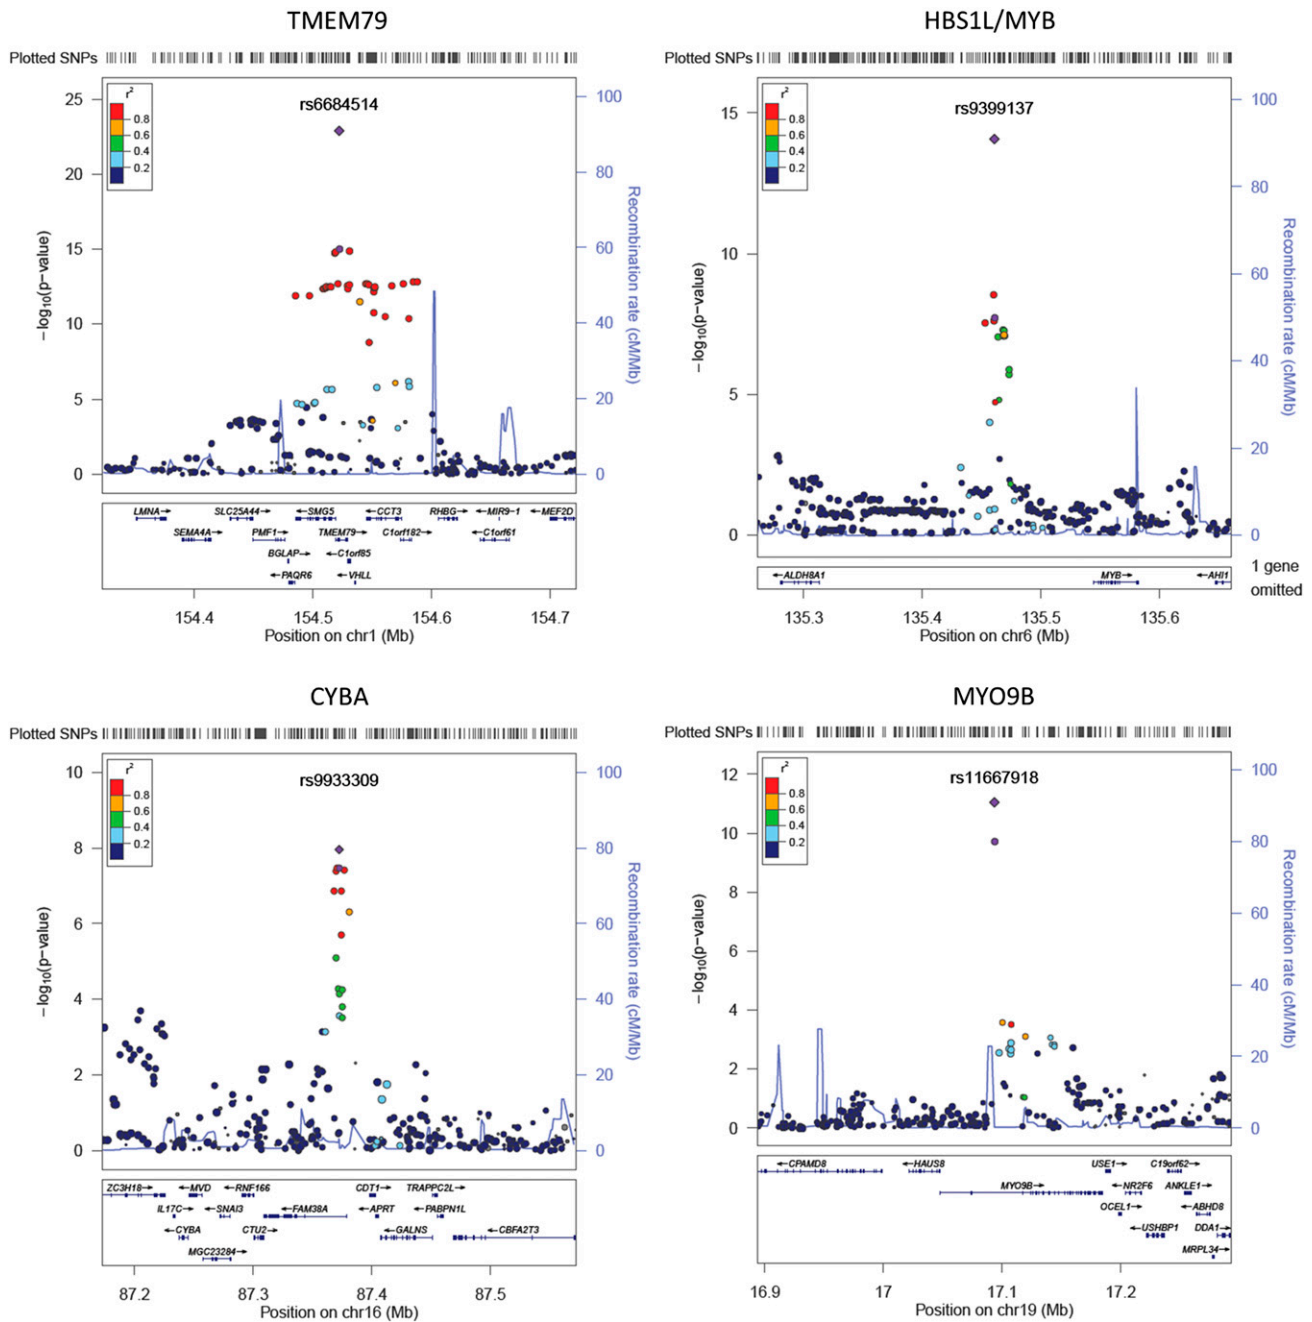 TMEM79
Plotted SNPs
rs6684514
r²
0.8
0.6
0.4
0.2
25
20
15
10
5
0
−log₁₀(p−value)
100
80
60
40
20
0
Recombination rate (cM/Mb)
LMNA→ SLC25A44→ ←SMG5 ←CCT3 RHBG→ ←MIR9−1 ←MEF2D
SEMA4A→ PMF1→ TMEM79→ C1orf182→ ←C1orf61
BGLAP→ ←C1orf85
←PAQR6 ←VHLL
154.4 154.5 154.6 154.7
Position on chr1 (Mb)
HBS1L/MYB
Plotted SNPs
rs9399137
r²
0.8
0.6
0.4
0.2
15
10
5
0
−log₁₀(p−value)
100
80
60
40
20
0
Recombination rate (cM/Mb)
←ALDH8A1 MYB→ ←AHI1
1 gene
omitted
135.3 135.4 135.5 135.6
Position on chr6 (Mb)
CYBA
Plotted SNPs
rs9933309
r²
0.8
0.6
0.4
0.2
10
8
6
4
2
0
−log₁₀(p−value)
100
80
60
40
20
0
Recombination rate (cM/Mb)
ZC3H18→ ←MVD ←RNF166 CDT1→ TRAPPC2L→
IL17C→ ←SNAI3 ←FAM38A ←APRT ←PABPN1L
←CYBA CTU2→ ←GALNS ←CBFA2T3
MGC23284→
87.2 87.3 87.4 87.5
Position on chr16 (Mb)
MYO9B
Plotted SNPs
rs11667918
r²
0.8
0.6
0.4
0.2
12
10
8
6
4
2
0
−log₁₀(p−value)
100
80
60
40
20
0
Recombination rate (cM/Mb)
←CPAMD8 ←HAUS8 USE1→ C19orf62→
MYO9B→ ←NR2F6 ANKLE1→
OCEL1→ ←ABHD8
←USHBP1 DDA1→
MRPL34→
16.9 17 17.1 17.2
Position on chr19 (Mb)